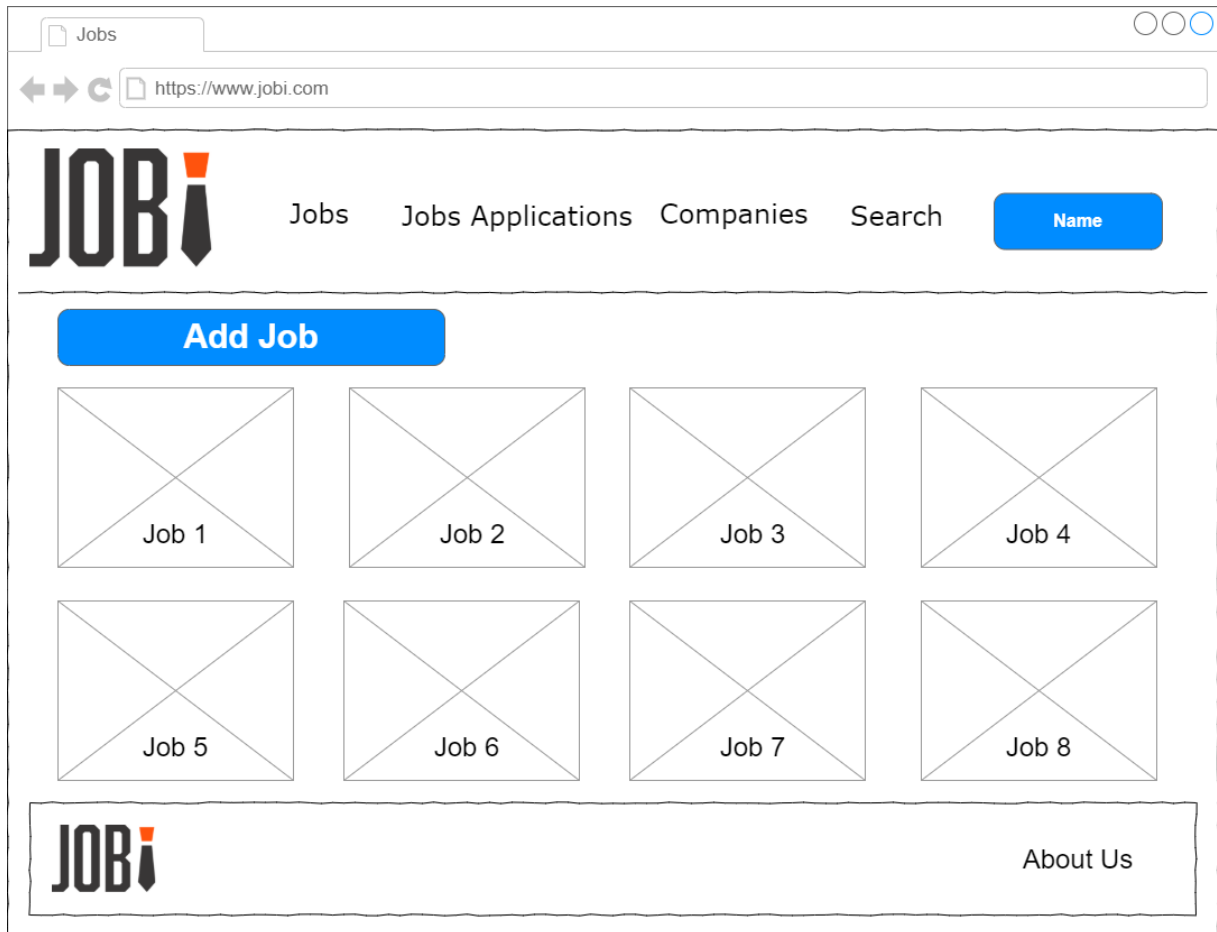 Jobs
https://www.jobi.com
JOBi
Jobs Jobs Applications Companies Search Name
Add Job
Job 1 Job 2 Job 3 Job 4
Job 5 Job 6 Job 7 Job 8
JOBi About Us